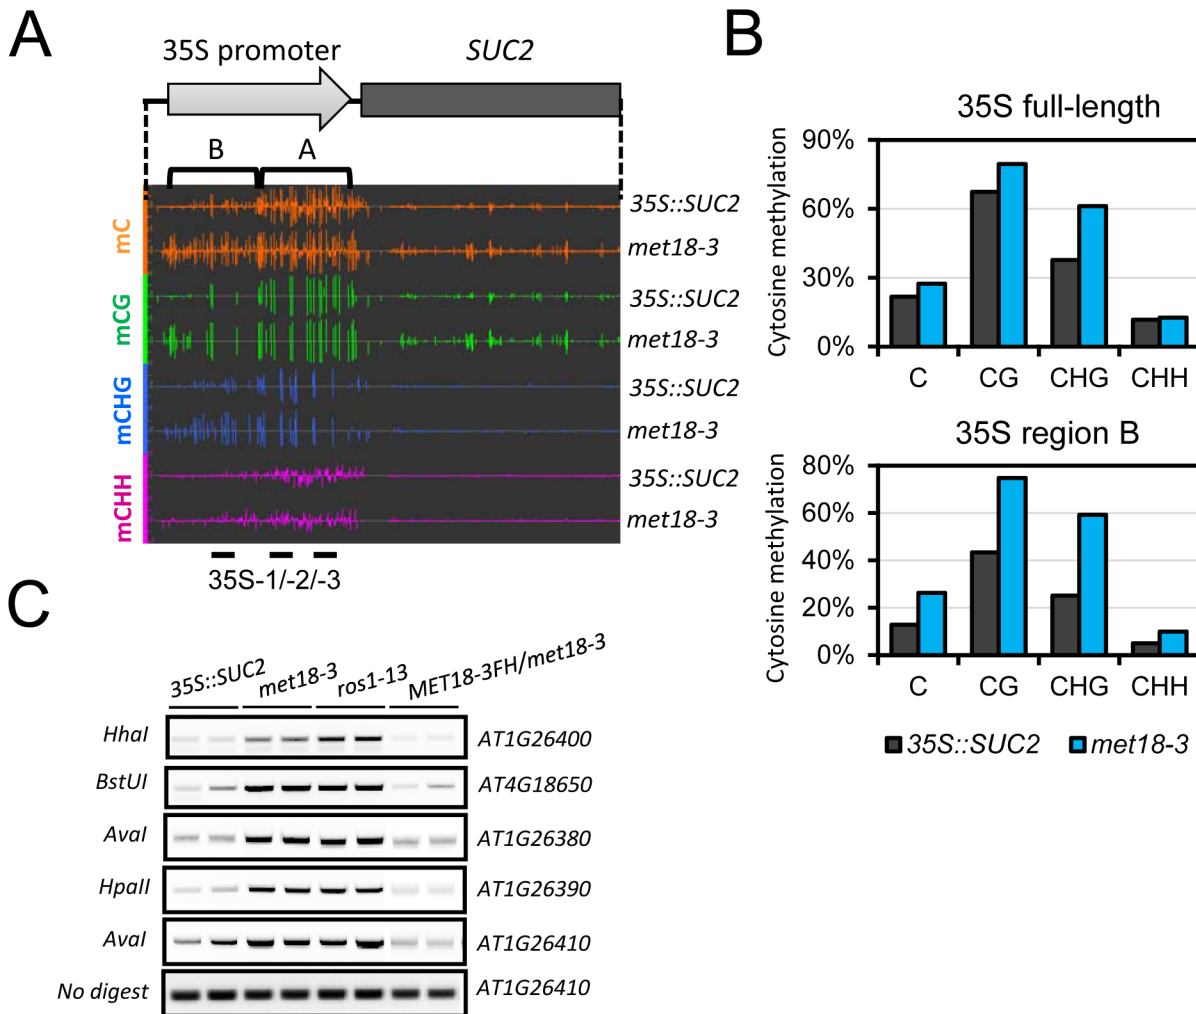 A
35S promoter
SUC2
B
A
mC
35S::SUC2
met18-3
mCG
35S::SUC2
met18-3
mCHG
35S::SUC2
met18-3
mCHH
35S::SUC2
met18-3
35S-1/-2/-3
B
35S full-length
Cytosine methylation
90%
60%
30%
0%
C CG CHG CHH
35S region B
Cytosine methylation
80%
60%
40%
20%
0%
C CG CHG CHH
35S::SUC2 met18-3
C
35S::SUC2 met18-3 ros1-13 MET18-3FH/met18-3
HhaI AT1G26400
BstUI AT4G18650
AvaI AT1G26380
HpaII AT1G26390
AvaI AT1G26410
No digest AT1G26410